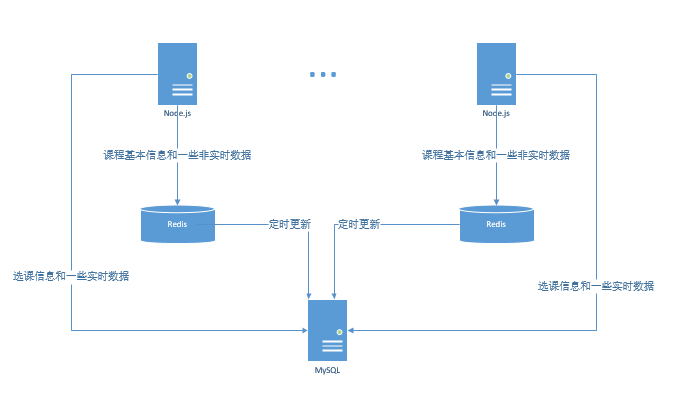 Node.js
Node.js
课程基本信息和一些非实时数据
课程基本信息和一些非实时数据
Redis
定时更新
定时更新
Redis
选课信息和一些实时数据
选课信息和一些实时数据
MySQL